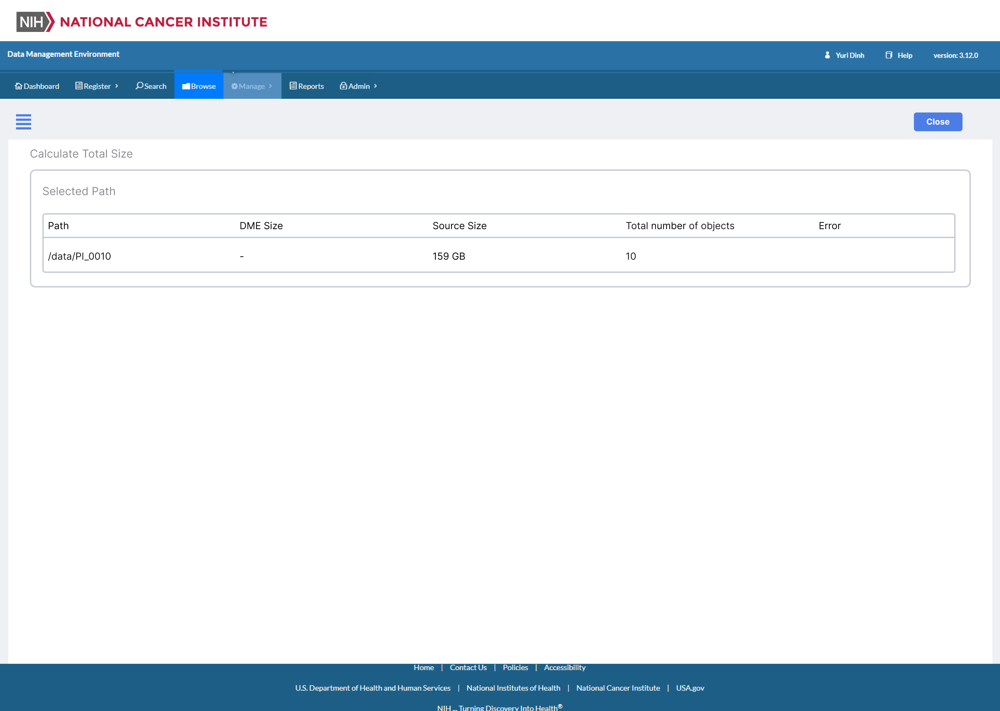 NIH NATIONAL CANCER INSTITUTE
Data Management Environment
Yuri Dinh Help version: 3.12.0
Dashboard Register Search Browse Manage Reports Admin
Close
Calculate Total Size
Selected Path
Path DME Size Source Size Total number of objects Error
/data/PI_0010 - 159 GB 10
Home | Contact Us | Policies | Accessibility
U.S. Department of Health and Human Services | National Institutes of Health | National Cancer Institute | USA.gov
NIH ... Turning Discovery Into Health®